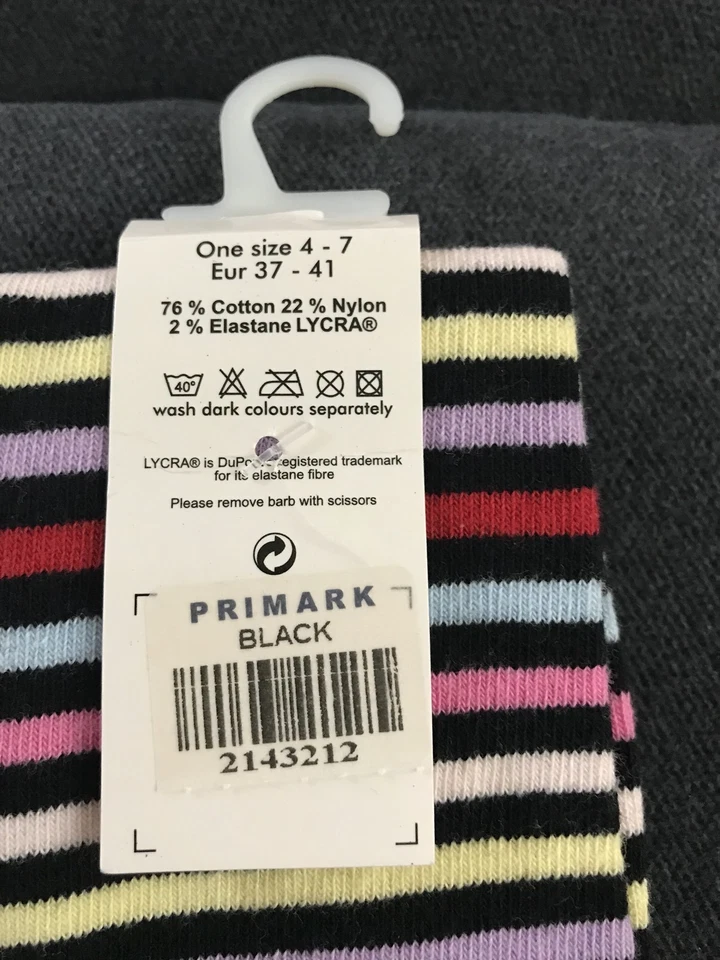 One size 4 - 7
Eur 37 - 41
76 % Cotton 22 % Nylon
2 % Elastane LYCRA®
40°
wash dark colours separately
LYCRA® is registered trademark
for its elastane fibre
Please remove barb with scissors
PRIMARK
BLACK
2143212